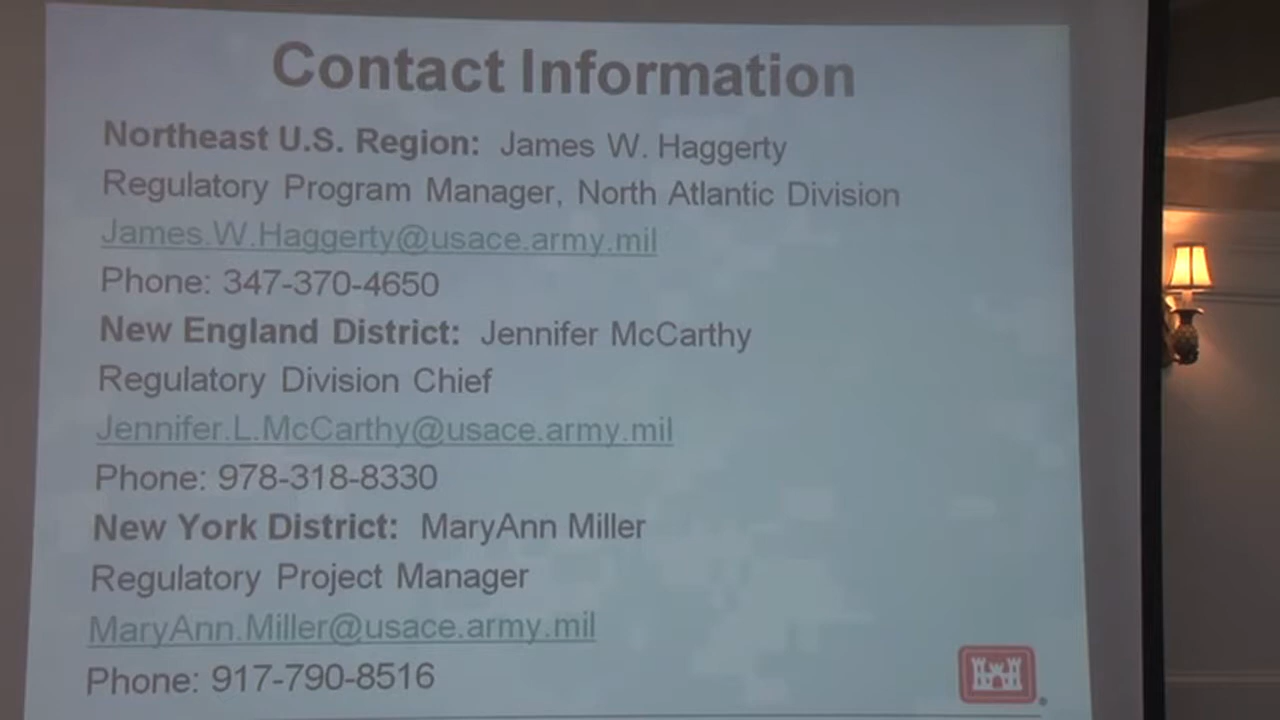 Contact Information
Northeast U.S. Region: James W. Haggerty
Regulatory Program Manager, North Atlantic Division
James.W.Haggerty@usace.army.mil
Phone: 347-370-4650
New England District: Jennifer McCarthy
Regulatory Division Chief
Jennifer.L.McCarthy@usace.army.mil
Phone: 978-318-8330
New York District: MaryAnn Miller
Regulatory Project Manager
MaryAnn.Miller@usace.army.mil
Phone: 917-790-8516